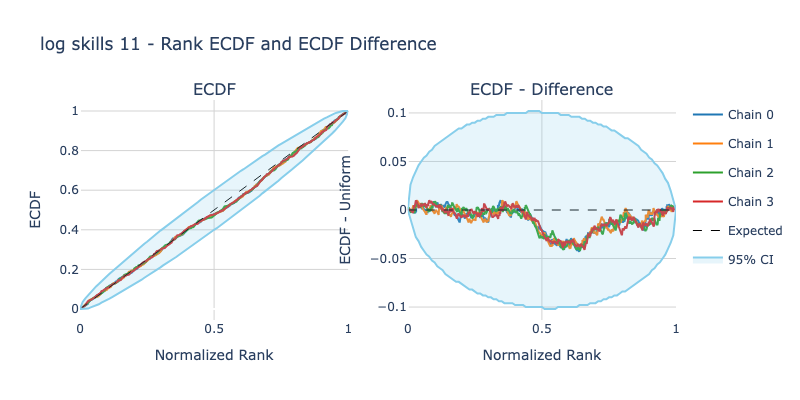 log skills 11 - Rank ECDF and ECDF Difference
ECDF
ECDF
1
0.8
0.6
0.4
0.2
0
0
0.5
1
Normalized Rank
ECDF - Difference
ECDF - Uniform
0.1
0.05
0
−0.05
−0.1
0
0.5
1
Normalized Rank
Chain 0
Chain 1
Chain 2
Chain 3
Expected
95% CI